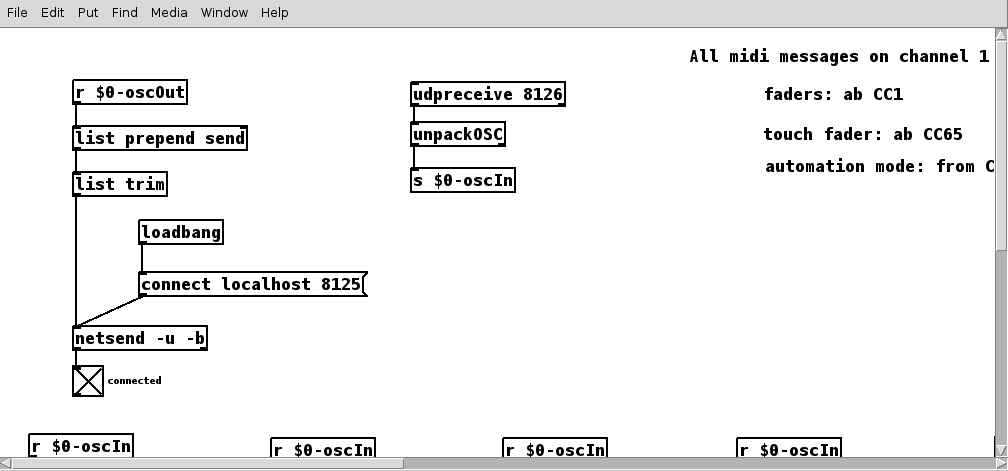 File Edit Put Find Media Window Help
All midi messages on channel 1
r $0-oscOut
udpreceive 8126
faders: ab CC1
list prepend send
unpackOSC
touch fader: ab CC65
automation mode: from C
list trim
s $0-oscIn
loadbang
connect localhost 8125
netsend -u -b
connected
r $0-oscIn
r $0-oscIn
r $0-oscIn
r $0-oscIn